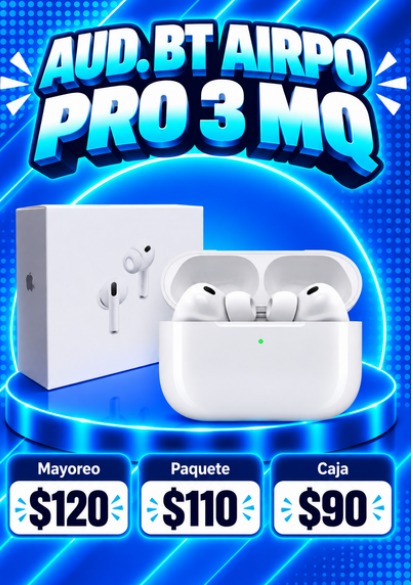 AUD. BT AIRPO
PRO 3 MQ
Mayoreo
$120
Paquete
$110
Caja
$90